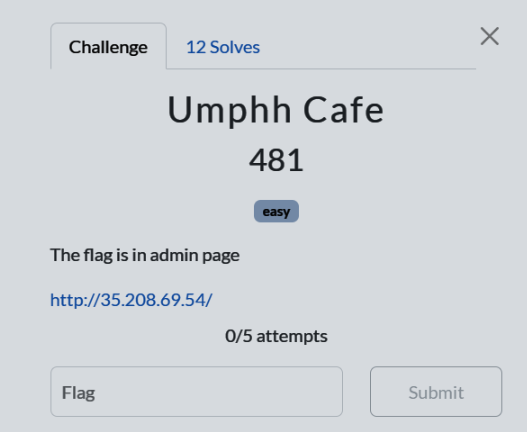 Challenge
12 Solves
Umphh Cafe
481
easy
The flag is in admin page
http://35.208.69.54/
0/5 attempts
Flag
Submit